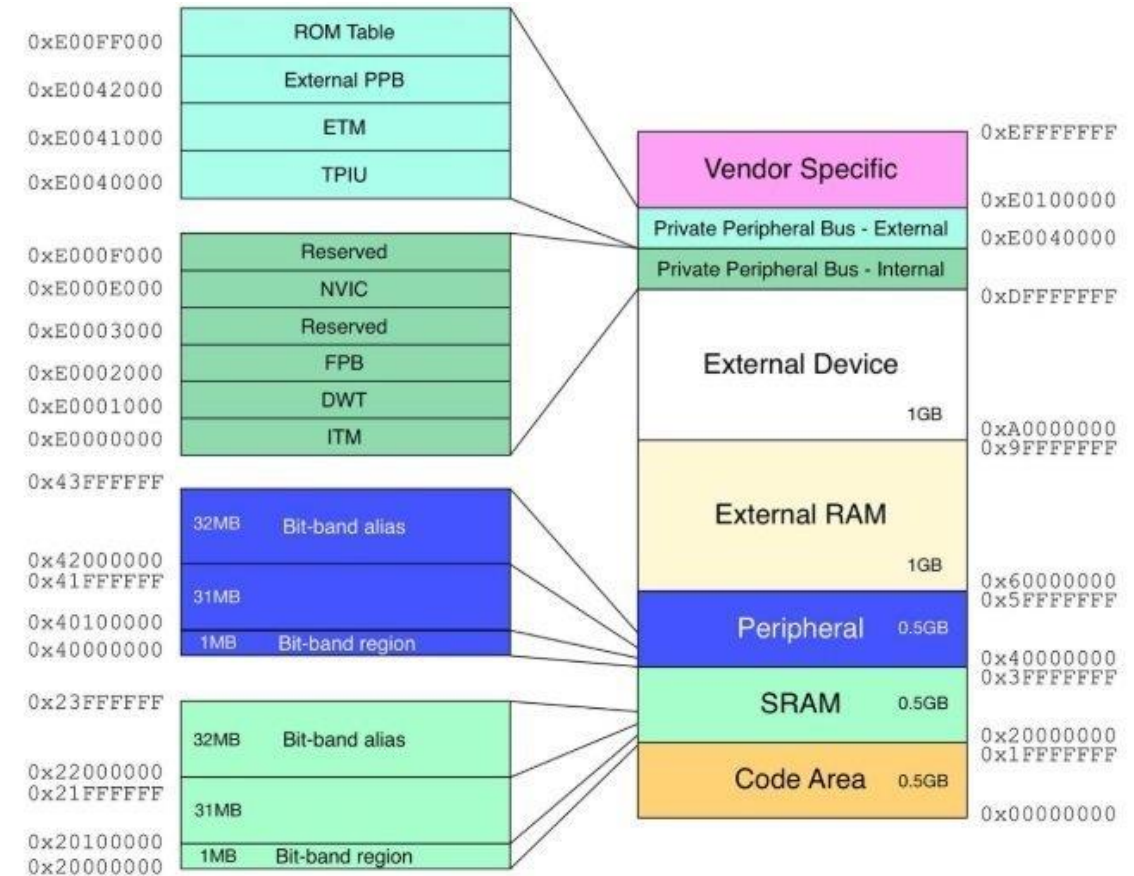 0xE00FF000 ROM Table
0xE0042000 External PPB
0xE0041000 ETM
0xE0040000 TPIU
0xE000F000 Reserved
0xE000E000 NVIC
0xE0003000 Reserved
0xE0002000 FPB
0xE0001000 DWT
0xE0000000 ITM
0x43FFFFFF
32MB Bit-band alias
0x42000000
0x41FFFFFF
31MB
0x40100000
0x40000000 1MB Bit-band region
0x23FFFFFF
32MB Bit-band alias
0x22000000
0x21FFFFFF
31MB
0x20100000
0x20000000 1MB Bit-band region
0xEFFFFFFF
Vendor Specific
0xE0100000
Private Peripheral Bus - External
0xE0040000
Private Peripheral Bus - Internal
0xDFFFFFFF
External Device
1GB
0xA0000000
0x9FFFFFFF
External RAM
1GB
0x60000000
0x5FFFFFFF
Peripheral 0.5GB
0x40000000
0x3FFFFFFF
SRAM 0.5GB
0x20000000
0x1FFFFFFF
Code Area 0.5GB
0x00000000